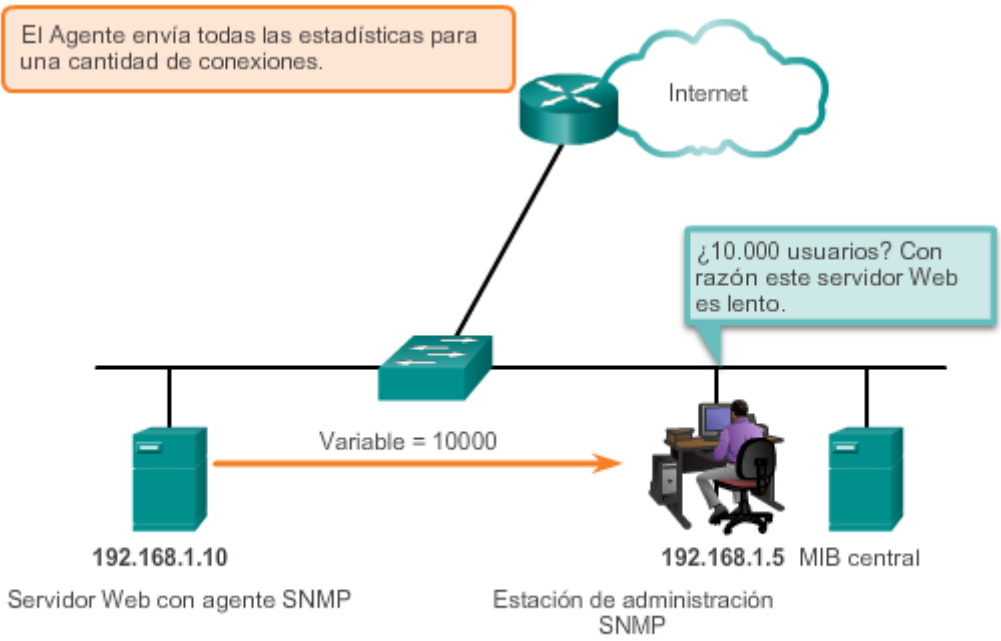 El Agente envía todas las estadísticas para
una cantidad de conexiones.
Internet
¿10.000 usuarios? Con
razón este servidor Web
es lento.
Variable = 10000
192.168.1.10
192.168.1.5
MIB central
Servidor Web con agente SNMP
Estación de administración
SNMP